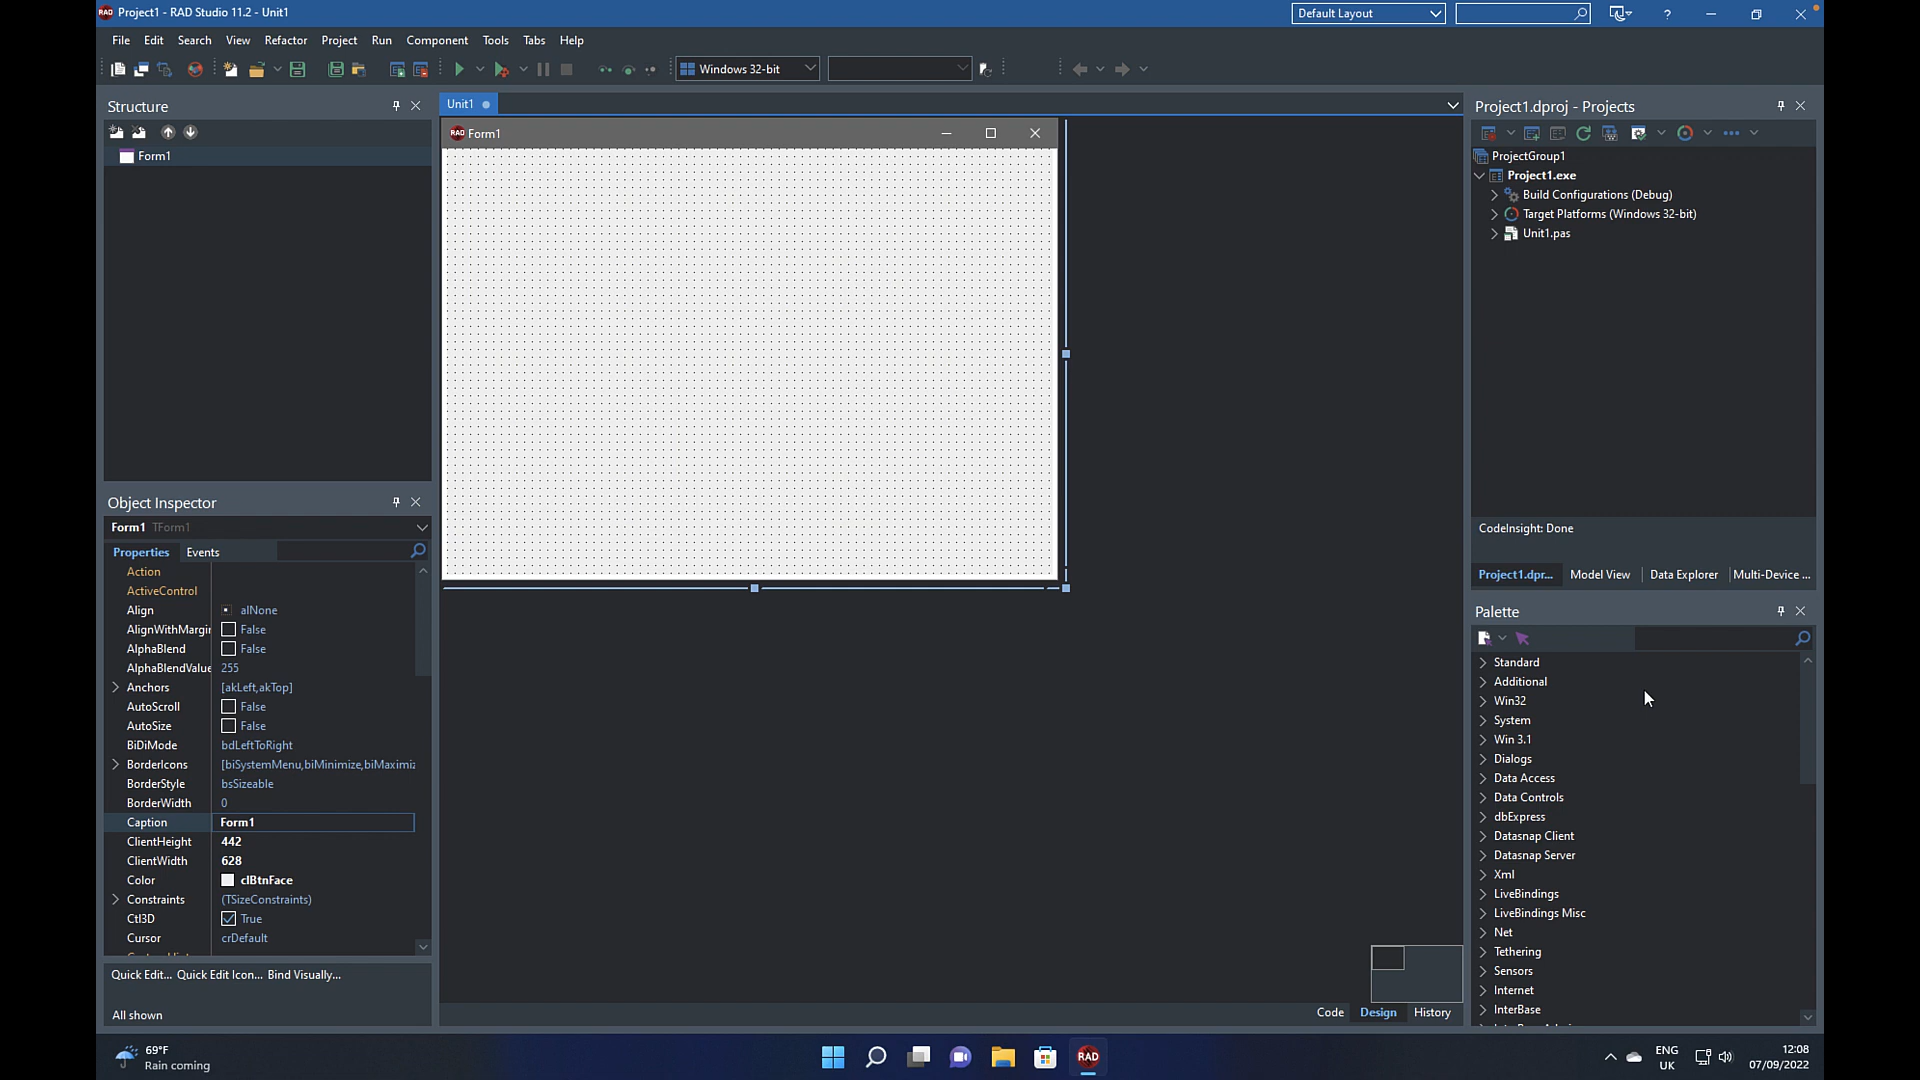 Project1 - RAD Studio 11.2 - Unit1
Default Layout
File Edit Search View Refactor Project Run Component Tools Tabs Help
Windows 32-bit
Structure
Form1
Unit1
RAD Form1
Project1.dproj - Projects
ProjectGroup1
Project1.exe
Build Configurations (Debug)
Target Platforms (Windows 32-bit)
Unit1.pas
CodeInsight: Done
Project1.dpr... Model View Data Explorer Multi-Device ...
Object Inspector
Form1 TForm1
Properties Events
Action
ActiveControl
Align alNone
AlignWithMargin False
AlphaBlend False
AlphaBlendValue 255
Anchors [akLeft,akTop]
AutoScroll False
AutoSize False
BiDiMode bdLeftToRight
BorderIcons [biSystemMenu,biMinimize,biMaximiz
BorderStyle bsSizeable
BorderWidth 0
Caption Form1
ClientHeight 442
ClientWidth 628
Color clBtnFace
Constraints (TSizeConstraints)
Ctl3D True
Cursor crDefault
Quick Edit... Quick Edit Icon... Bind Visually...
All shown
Palette
Standard
Additional
Win32
System
Win 3.1
Dialogs
Data Access
Data Controls
dbExpress
Datasnap Client
Datasnap Server
Xml
LiveBindings
LiveBindings Misc
Net
Tethering
Sensors
Internet
InterBase
Code Design History
69°F
Rain coming
RAD
ENG
UK
12:08
07/09/2022